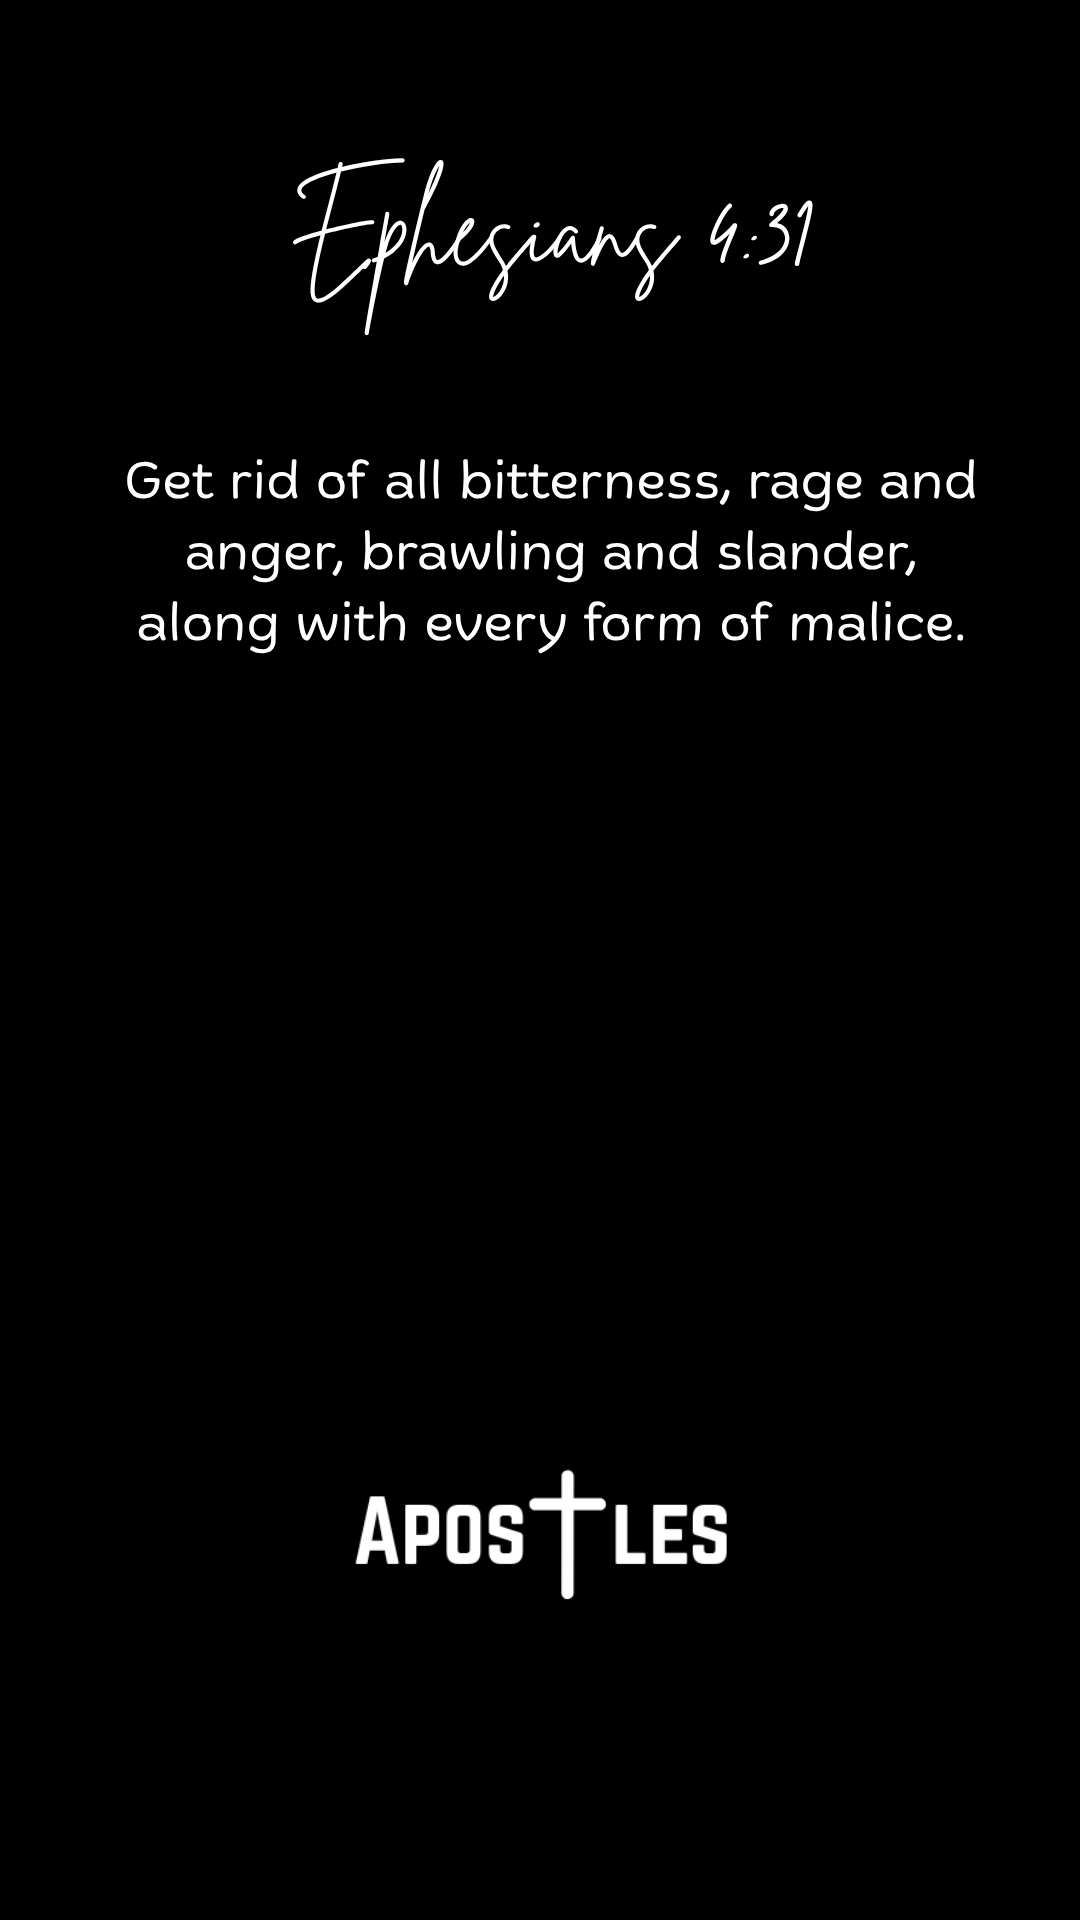 Ephesians 4:31
Get rid of all bitterness, rage and
anger, brawling and slander,
along with every form of malice.
APOSTLES